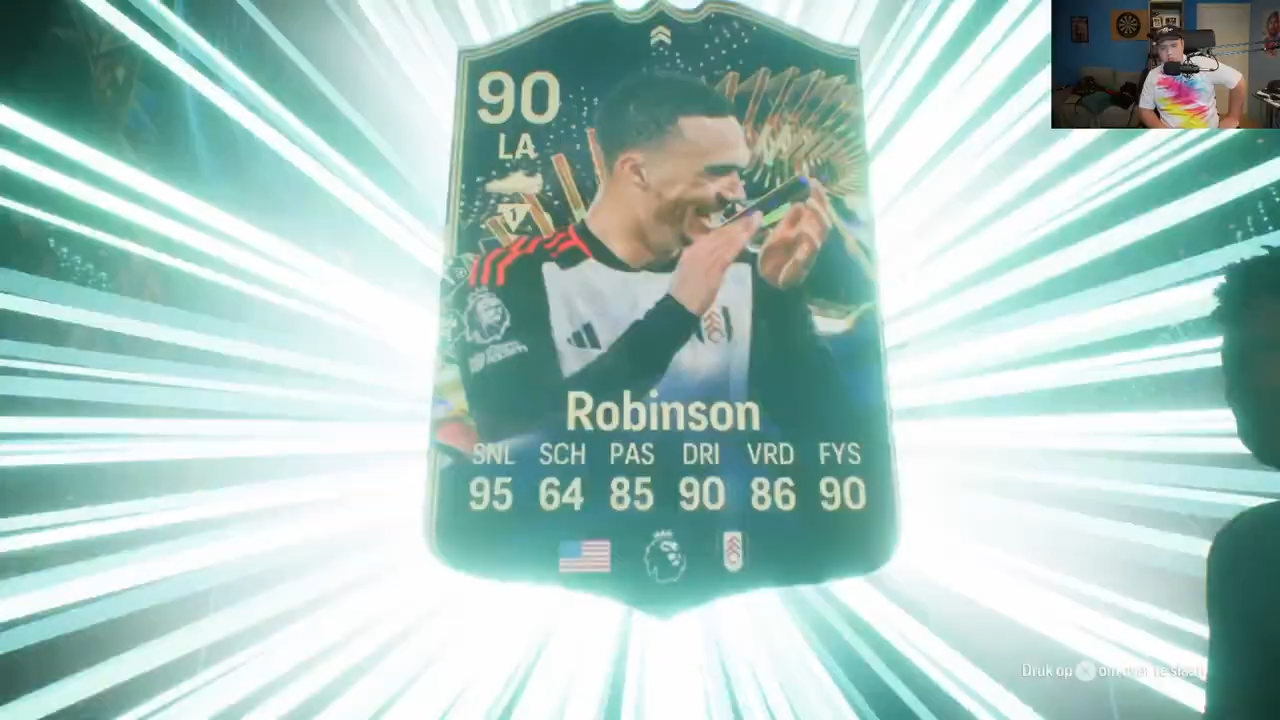 90
LA
Robinson
SNL SCH PAS DRI VRD FYS
95 64 85 90 86 90
Druk op om over te slaan